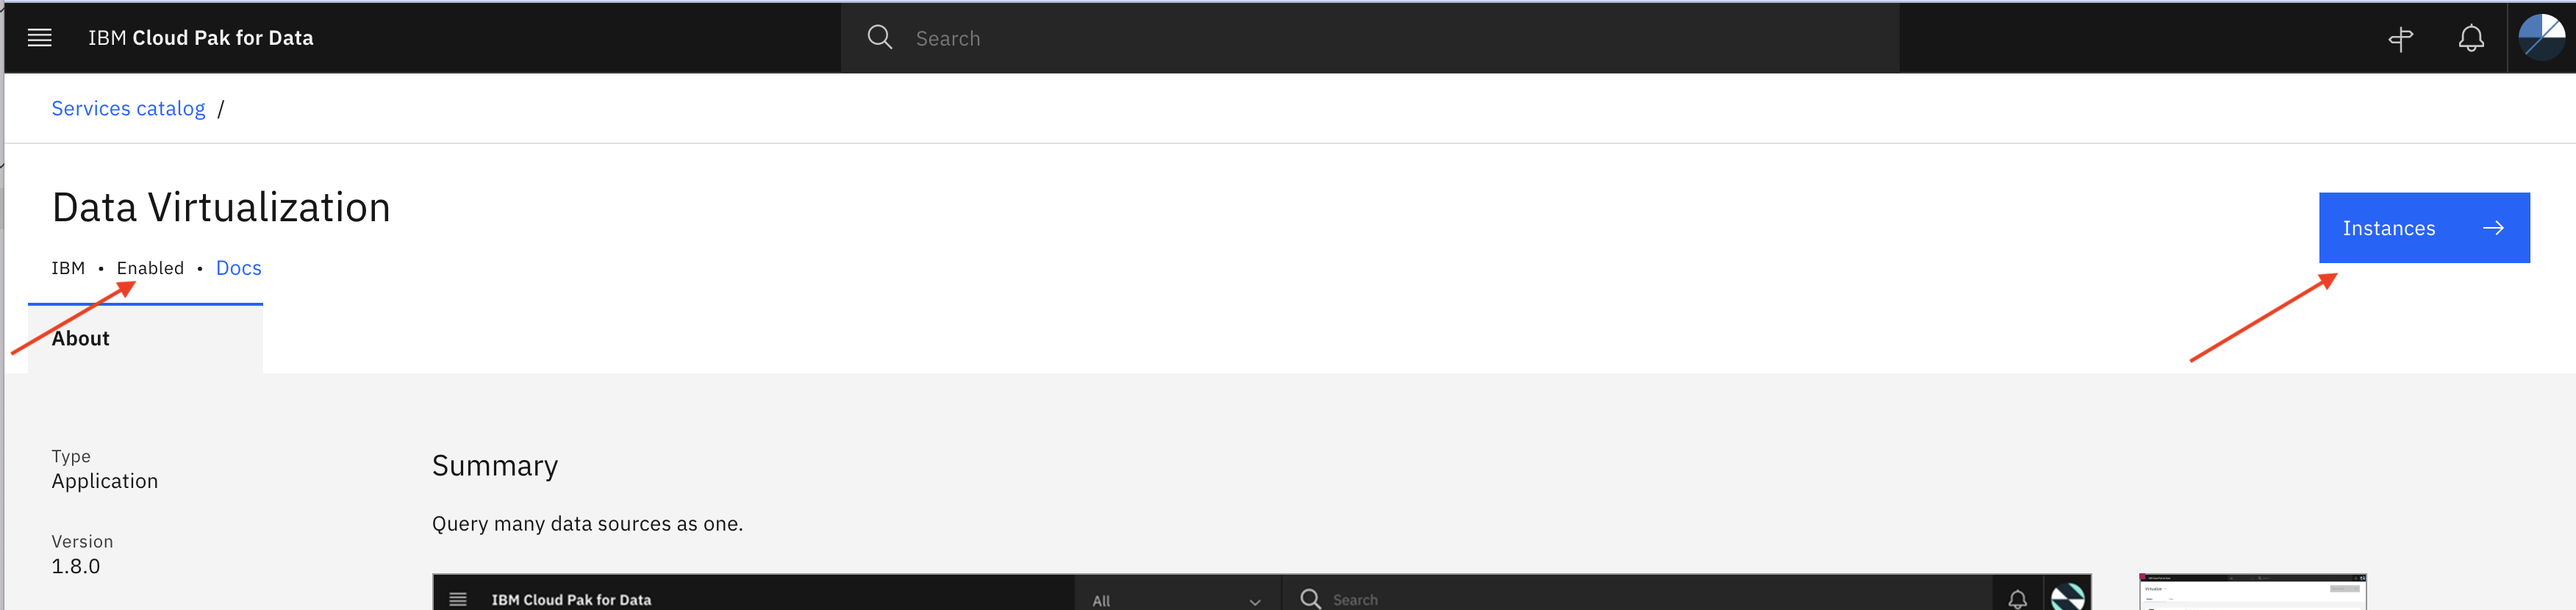 IBM Cloud Pak for Data
Search
Services catalog /
Data Virtualization
Instances
IBM • Enabled • Docs
About
Type
Application
Summary
Query many data sources as one.
Version
1.8.0
IBM Cloud Pak for Data
All
Search